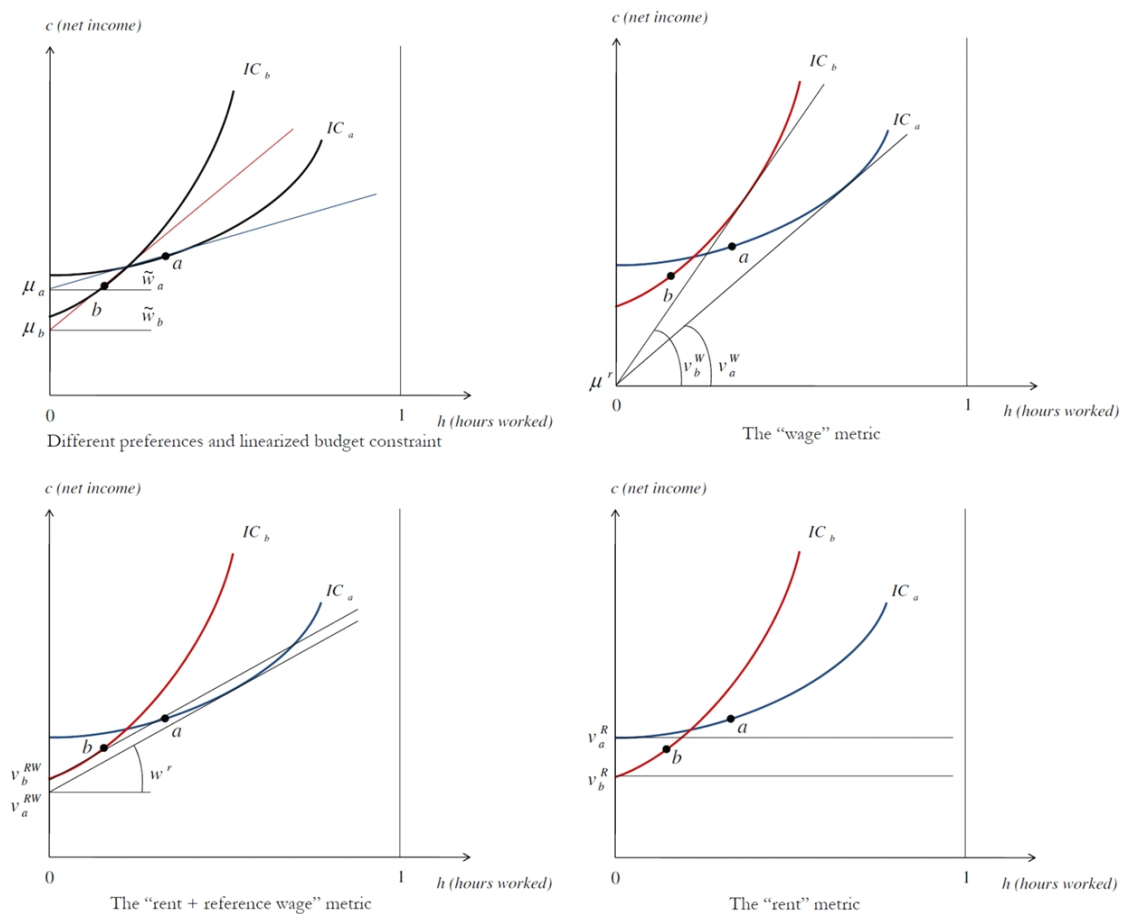 c (net income)
IC b
IC a
μ a
w̃ a
a
b
w̃ b
μ b
0
1
h (hours worked)
Different preferences and linearized budget constraint
c (net income)
IC b
IC a
a
b
v b W
v a W
μ r
0
1
h (hours worked)
The “wage” metric
c (net income)
IC b
IC a
a
b
w r
v b RW
v a RW
0
1
h (hours worked)
The “rent + reference wage” metric
c (net income)
IC b
IC a
v a R
a
b
v b R
0
1
h (hours worked)
The “rent” metric